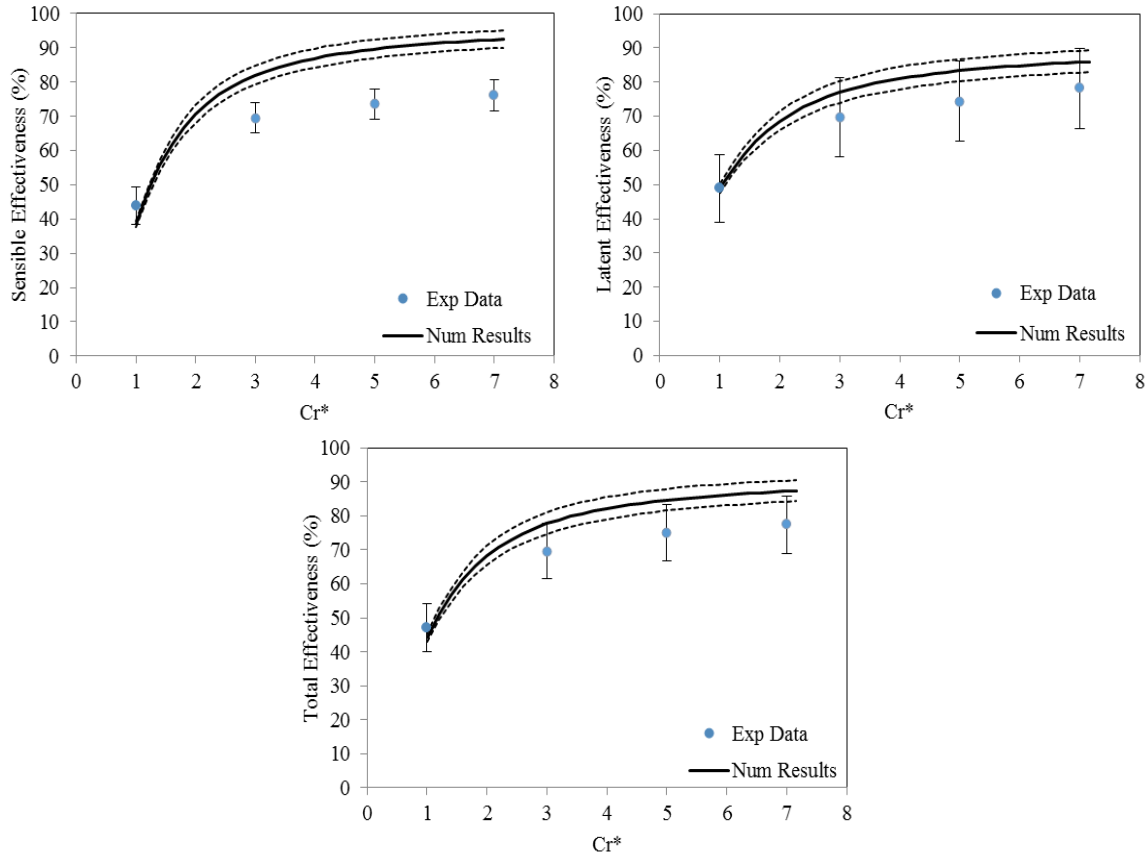 Sensible Effectiveness (%)
100
90
80
70
60
50
40
30
20
10
0
0 1 2 3 4 5 6 7 8
Cr*
Exp Data
Num Results
Latent Effectiveness (%)
100
90
80
70
60
50
40
30
20
10
0
0 1 2 3 4 5 6 7 8
Cr*
Exp Data
Num Results
Total Effectiveness (%)
100
90
80
70
60
50
40
30
20
10
0
0 1 2 3 4 5 6 7 8
Cr*
Exp Data
Num Results